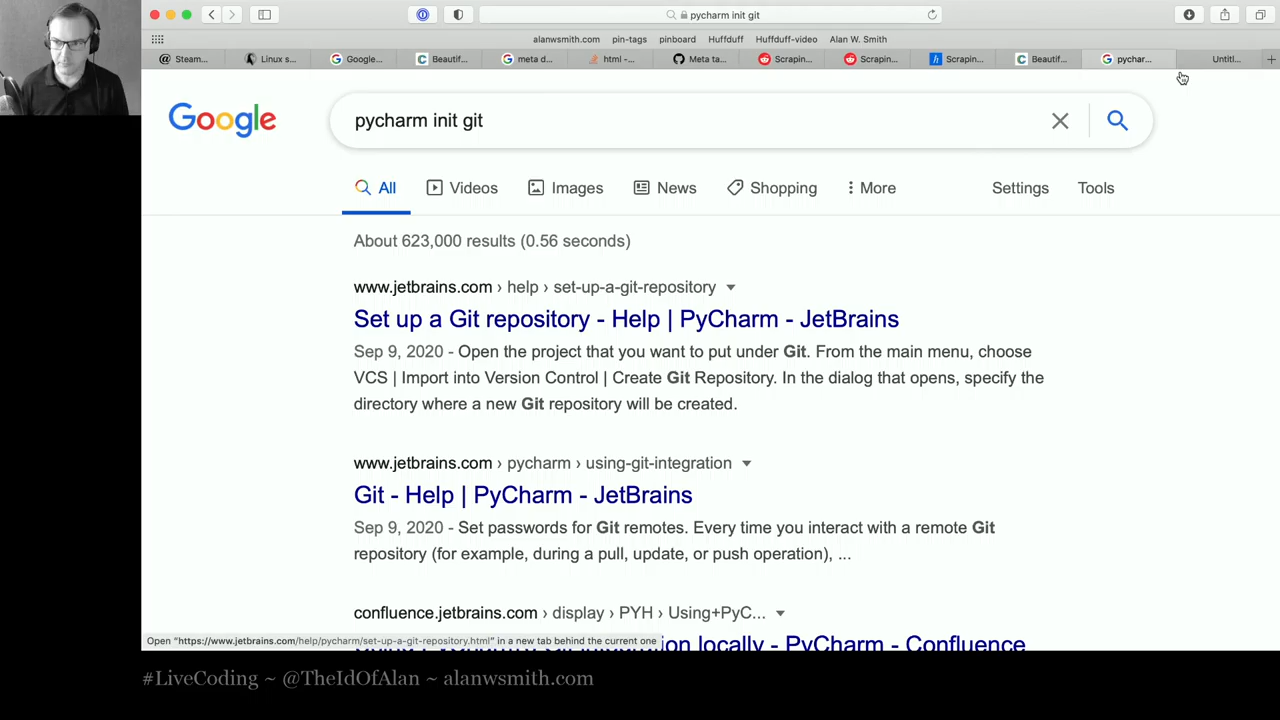 pycharm init git
alanwsmith.com pin-tags pinboard Huffduff Huffduff-video Alan W. Smith
Steam... Linux s... Google... Beautif... meta d... html -... Meta ta... Scrapin... Scrapin... Scrapin... Beautif... pychar... Untitl...
Google
pycharm init git
All Videos Images News Shopping More Settings Tools
About 623,000 results (0.56 seconds)
www.jetbrains.com › help › set-up-a-git-repository
Set up a Git repository - Help | PyCharm - JetBrains
Sep 9, 2020 - Open the project that you want to put under Git. From the main menu, choose
VCS | Import into Version Control | Create Git Repository. In the dialog that opens, specify the
directory where a new Git repository will be created.
www.jetbrains.com › pycharm › using-git-integration
Git - Help | PyCharm - JetBrains
Sep 9, 2020 - Set passwords for Git remotes. Every time you interact with a remote Git
repository (for example, during a pull, update, or push operation), ...
confluence.jetbrains.com › display › PYH › Using+PyC...
locally - PyCharm - Confluence
Open "https://www.jetbrains.com/help/pycharm/set-up-a-git-repository.html" in a new tab behind the current one
#LiveCoding ~ @TheIdOfAlan ~ alanwsmith.com